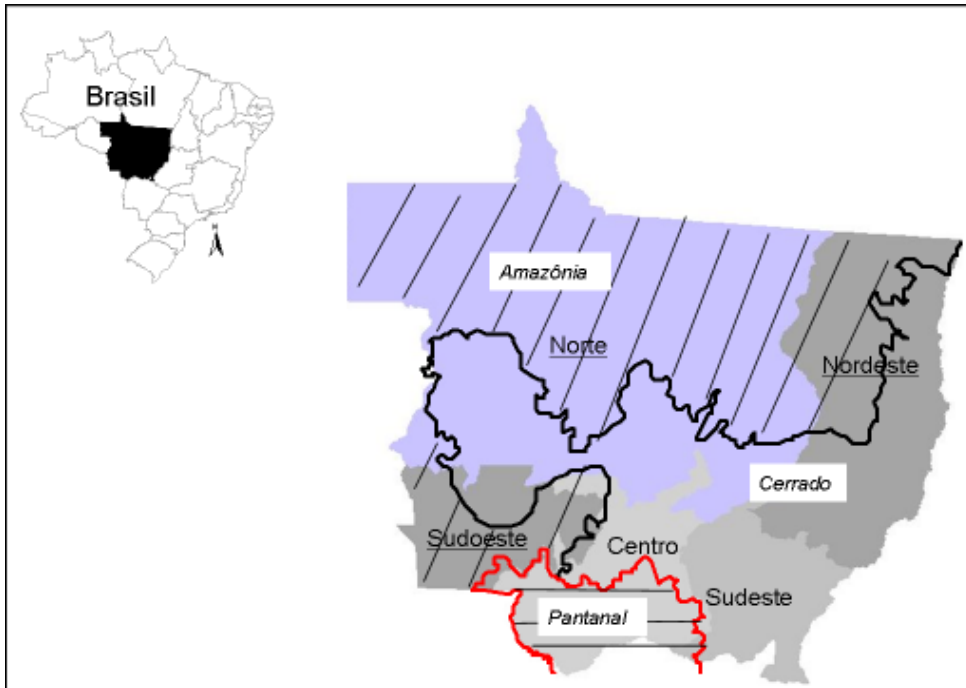 Brasil
Amazônia
Norte
Nordeste
Cerrado
Sudoeste
Centro
Sudeste
Pantanal